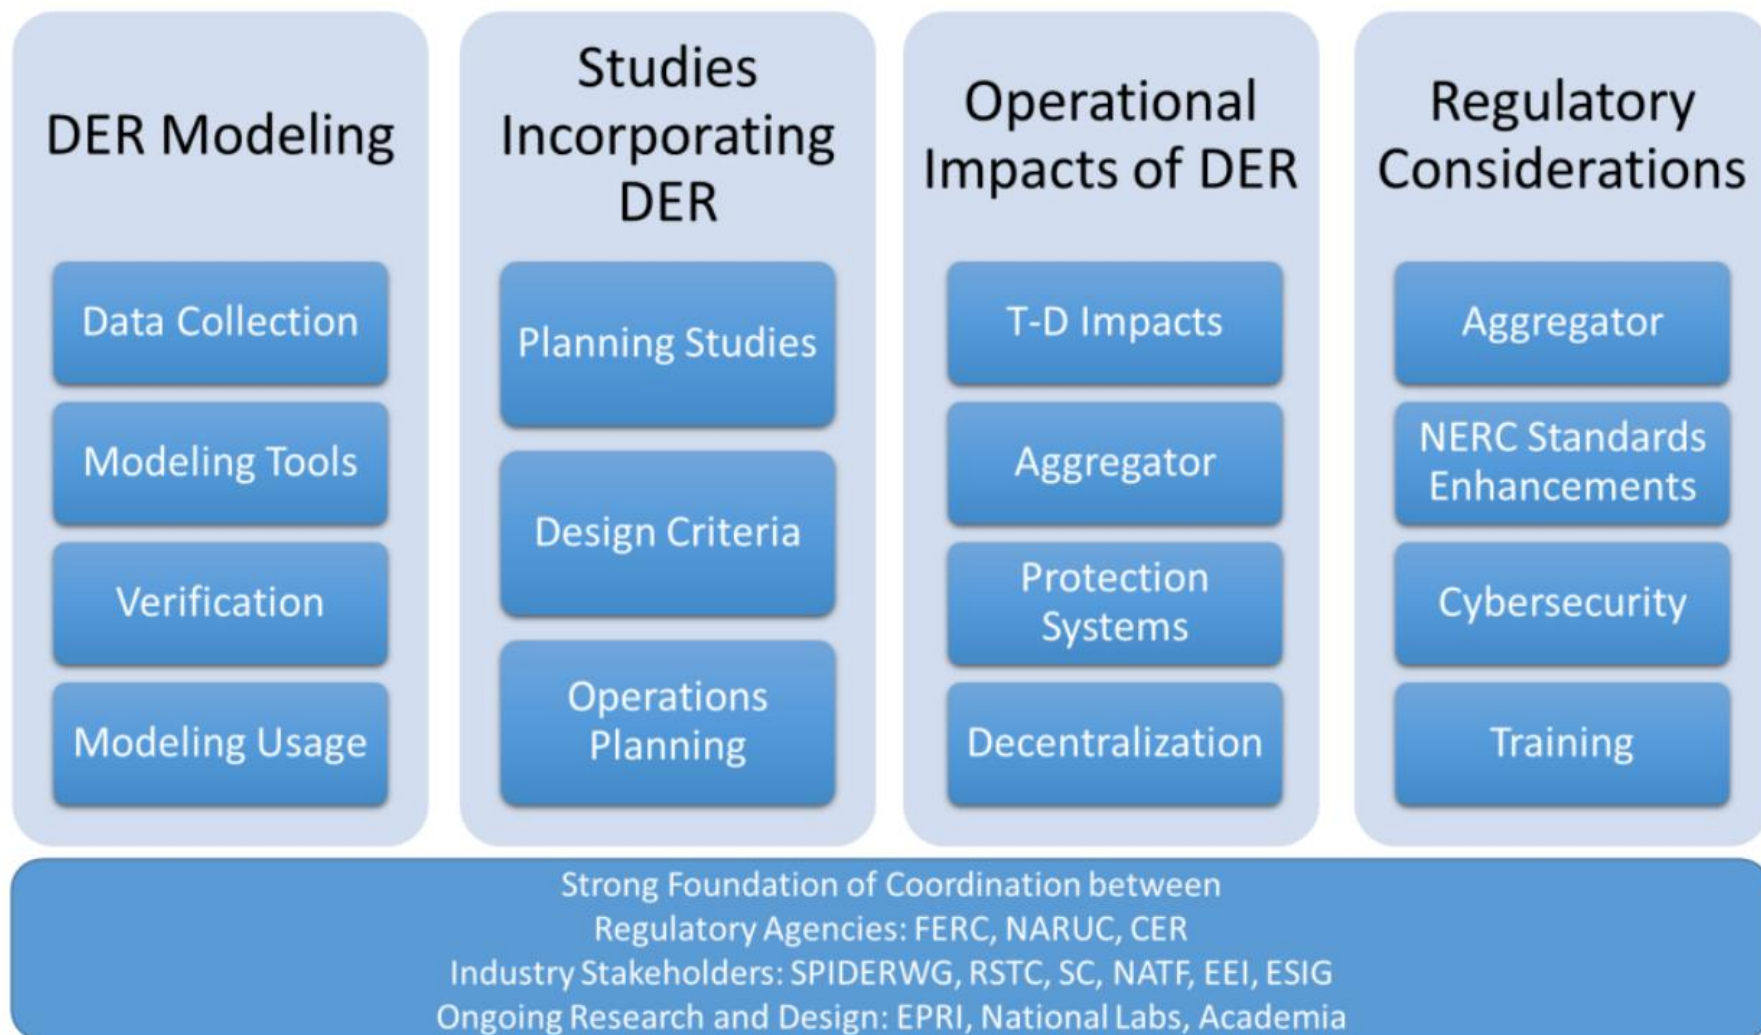 DER Modeling
Data Collection
Modeling Tools
Verification
Modeling Usage
Studies
Incorporating
DER
Planning Studies
Design Criteria
Operations
Planning
Operational
Impacts of DER
T-D Impacts
Aggregator
Protection
Systems
Decentralization
Regulatory
Considerations
Aggregator
NERC Standards
Enhancements
Cybersecurity
Training
Strong Foundation of Coordination between
Regulatory Agencies: FERC, NARUC, CER
Industry Stakeholders: SPIDERWG, RSTC, SC, NATF, EEI, ESIG
Ongoing Research and Design: EPRI, National Labs, Academia